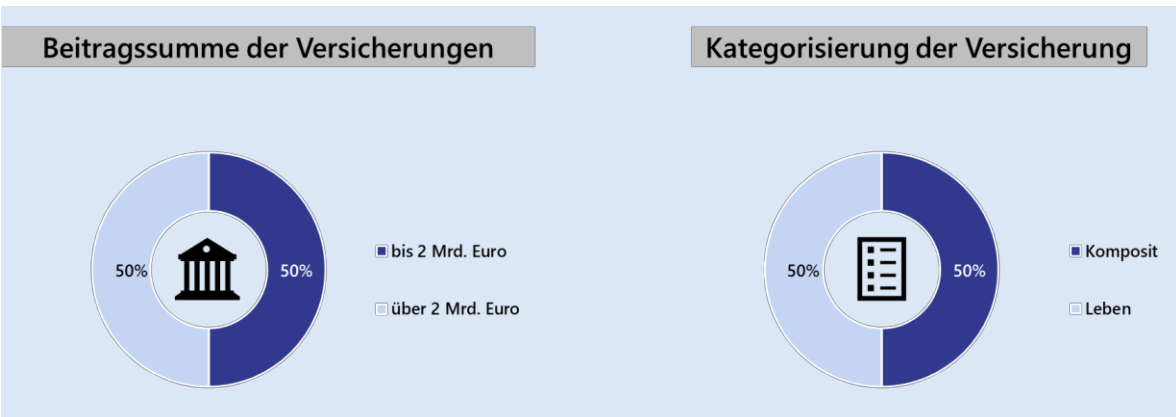 Beitragssumme der Versicherungen
50%
50%
bis 2 Mrd. Euro
über 2 Mrd. Euro
Kategorisierung der Versicherung
50%
50%
Komposit
Leben